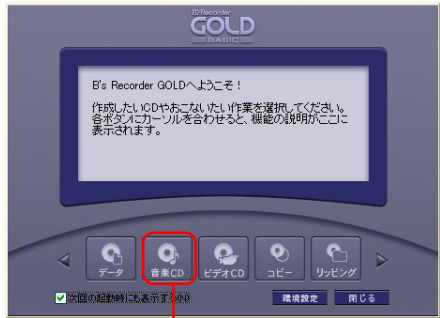 B's Recorder
GOLD
BASIC
B's Recorder GOLDへようこそ！
作成したいCDやおこないたい作業を選択してください。
各ボタンにカーソルを合わせると、機能の説明がここに
表示されます。
データ
音楽CD
ビデオCD
コピー
リッピング
次回の起動時にも表示する(N)
環境設定
閉じる